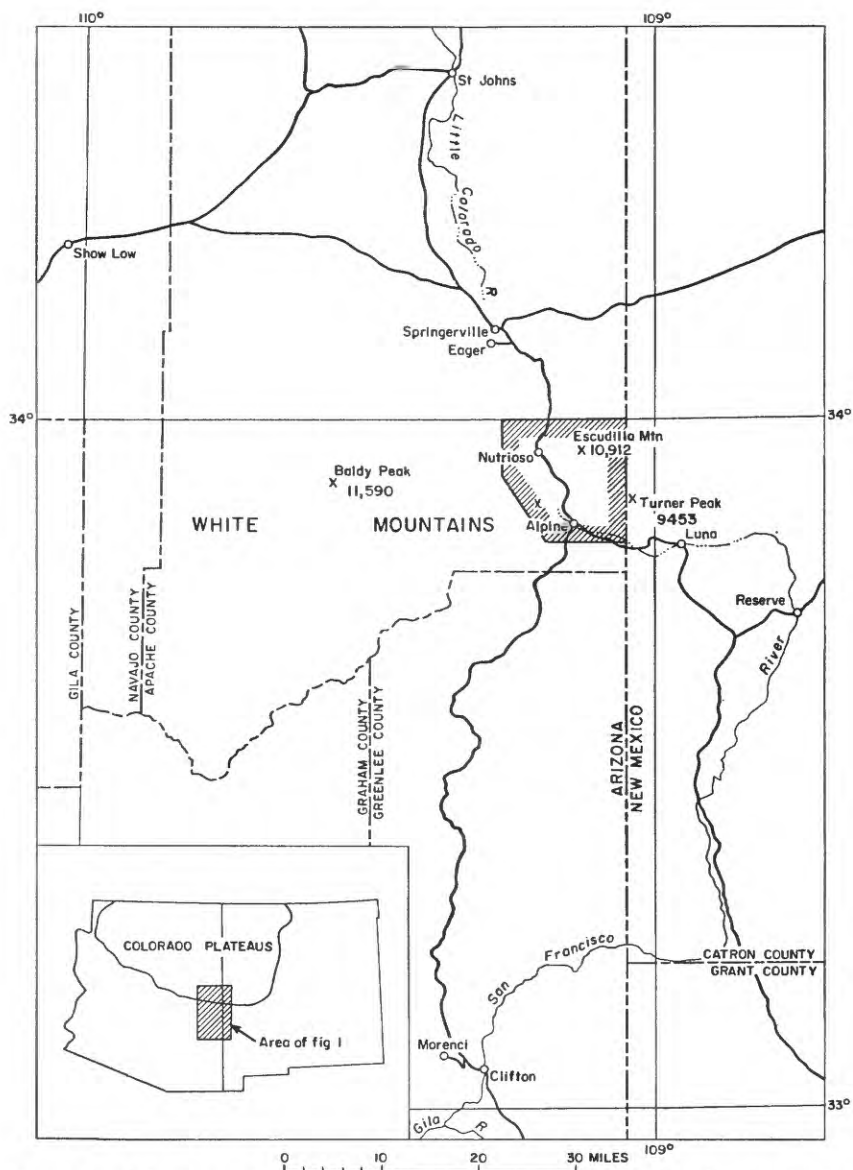 110°
109°
St Johns
Little
Colorado
R
Show Low
Springerville
Eager
34°
34°
Escudilla Mtn
X 10,912
Nutrioso
Baldy Peak
X
11,590
X
X
Turner Peak
9453
WHITE MOUNTAINS
Alpine
Luna
Reserve
River
GILA COUNTY
NAVAJO COUNTY
APACHE COUNTY
GRAHAM COUNTY
GREENLEE COUNTY
ARIZONA
NEW MEXICO
COLORADO PLATEAUS
Area of fig 1
San
Francisco
CATRON COUNTY
GRANT COUNTY
Morenci
Clifton
Gila
R
33°
109°
0 10 20 30 MILES